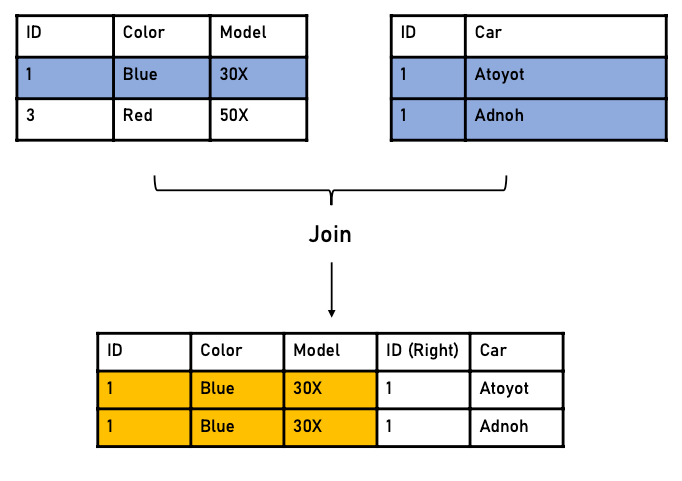 ID Color Model
1 Blue 30X
3 Red 50X
ID Car
1 Atoyot
1 Adnoh
Join
ID Color Model ID (Right) Car
1 Blue 30X 1 Atoyot
1 Blue 30X 1 Adnoh